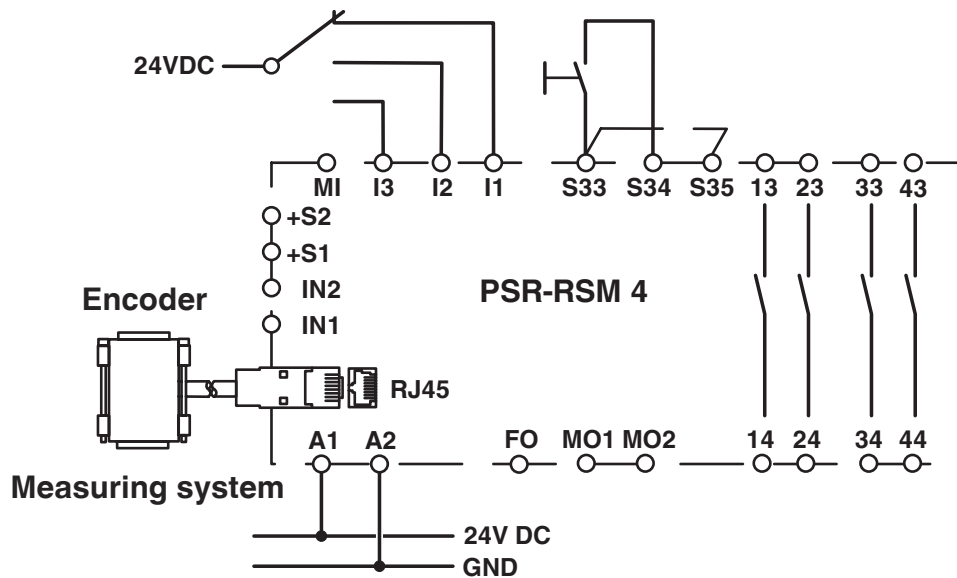 24VDC
MI I3 I2 I1 S33 S34 S35 13 23 33 43
+S2
+S1
IN2
IN1
PSR-RSM 4
Encoder
RJ45
A1 A2 FO MO1 MO2 14 24 34 44
Measuring system
24V DC
GND